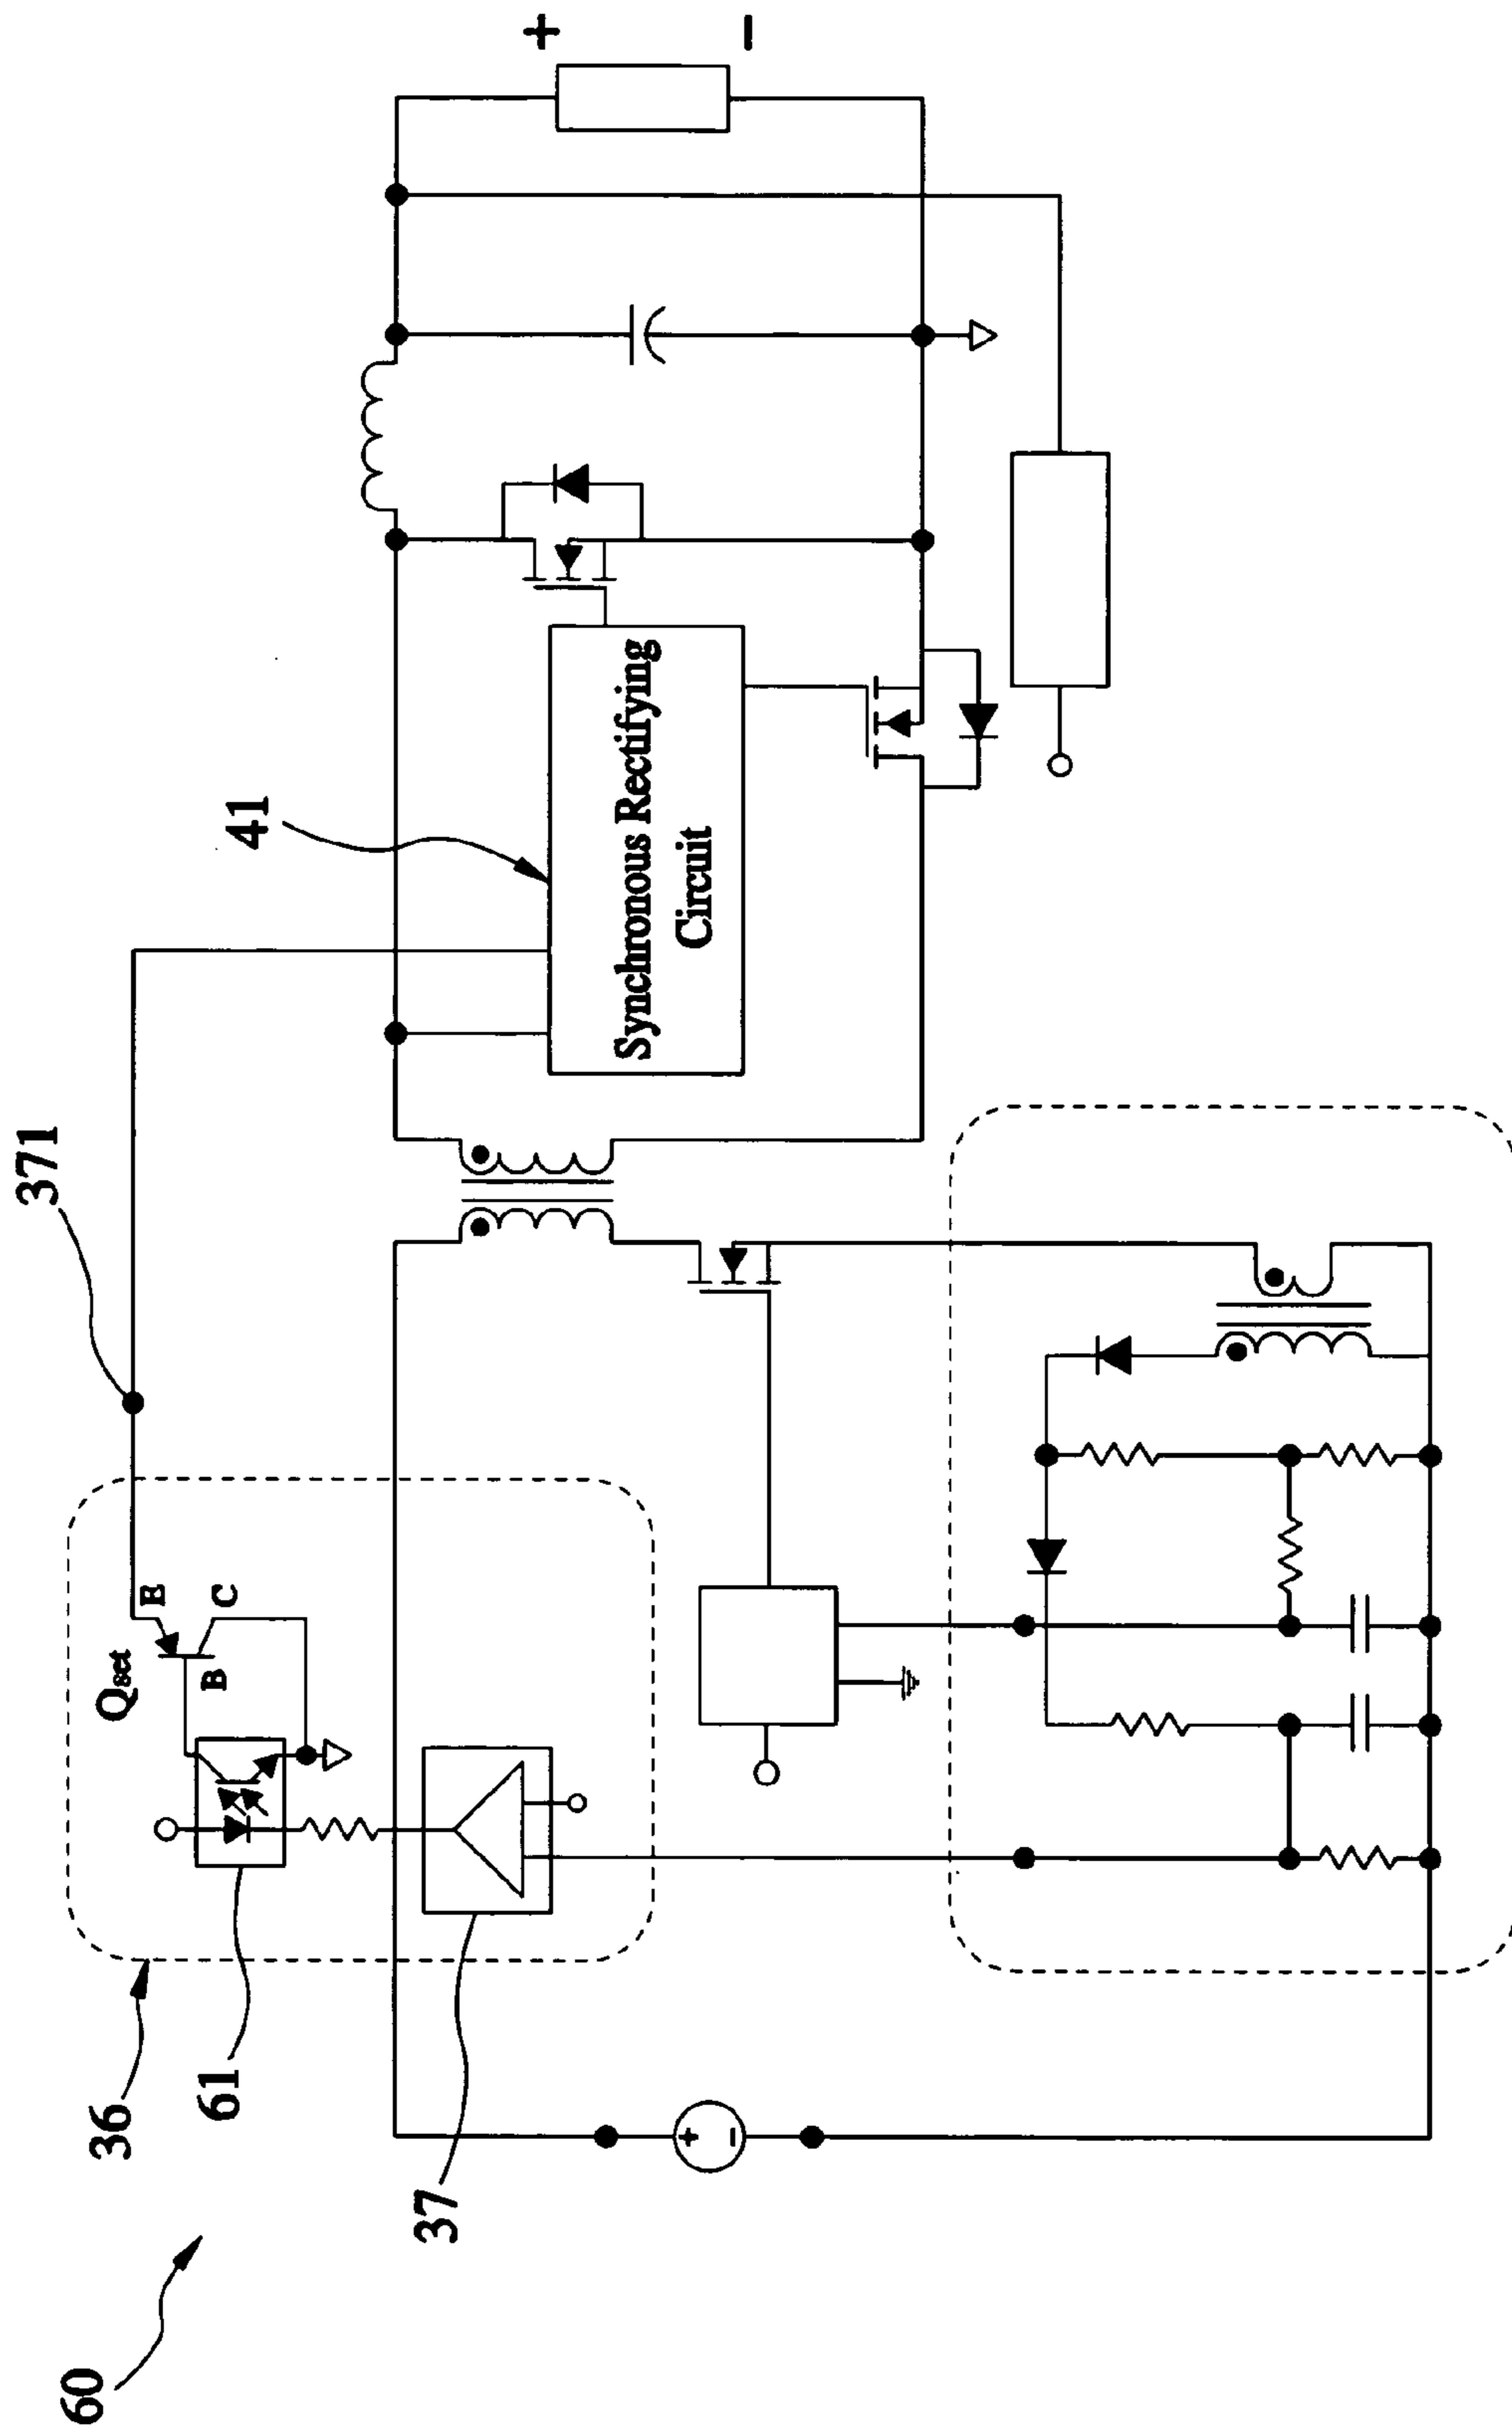 60
36
61
37
Qset
B
E
C
371
41
Synchronous Rectifying
Circuit
+
-
+
-